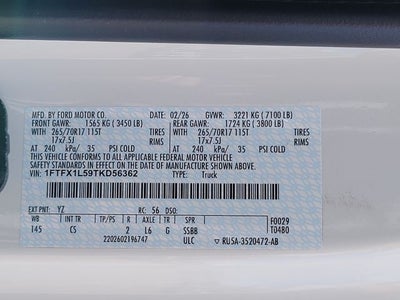 MFD. BY FORD MOTOR CO. 02/26 GVWR: 3221 KG ( 7100 LB)
FRONT GAWR: 1565 KG ( 3450 LB) REAR GAWR: 1724 KG ( 3800 LB)
WITH WITH
265/70R17 115T TIRES 265/70R17 115T TIRES
17x7.5J RIMS 17x7.5J RIMS
AT 240 kPa/ 35 PSI COLD AT 240 kPa/ 35 PSI COLD
THIS VEHICLE CONFORMS TO ALL APPLICABLE FEDERAL MOTOR VEHICLE
SAFETY STANDARDS IN EFFECT ON THE DATE OF MANUFACTURE SHOWN ABOVE.
VIN: 1FTFX1L59TKD56362 TYPE: Truck
EXT PNT: YZ RC: 56 DSO: F0029
WB INT TR TP/PS R AXLE TR SPR T0480
145 CS 2 L6 G SSBB
2202602196747 ULC RU5A-3520472-AB